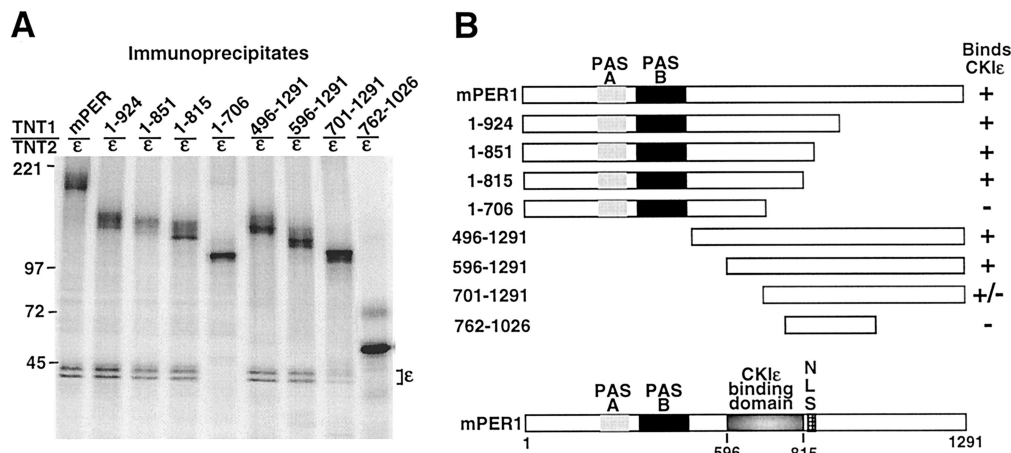 A
Immunoprecipitates
mPER 1-924 1-851 1-815 1-706 496-1291 596-1291 701-1291 762-1026
TNT1
TNT2 ε ε ε ε ε ε ε ε ε
221
97
72
45
ε
B
Binds
CKIε
PAS A PAS B
mPER1 +
1-924 +
1-851 +
1-815 +
1-706 -
496-1291 +
596-1291 +
701-1291 +/-
762-1026 -
PAS A PAS B CKIε binding domain NLS
mPER1
1 596 815 1291